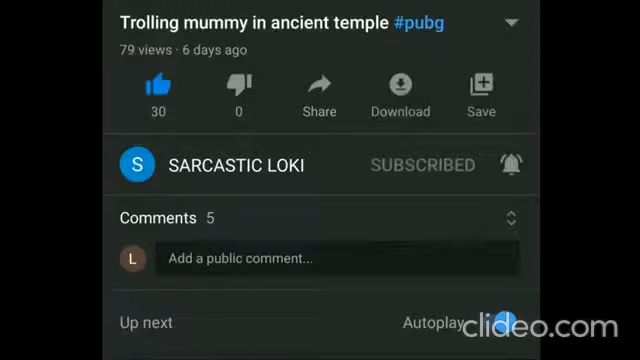 Trolling mummy in ancient temple #pubg
79 views · 6 days ago
30 0 Share Download Save
S SARCASTIC LOKI SUBSCRIBED
Comments 5
L Add a public comment...
Up next Autoplay
clideo.com